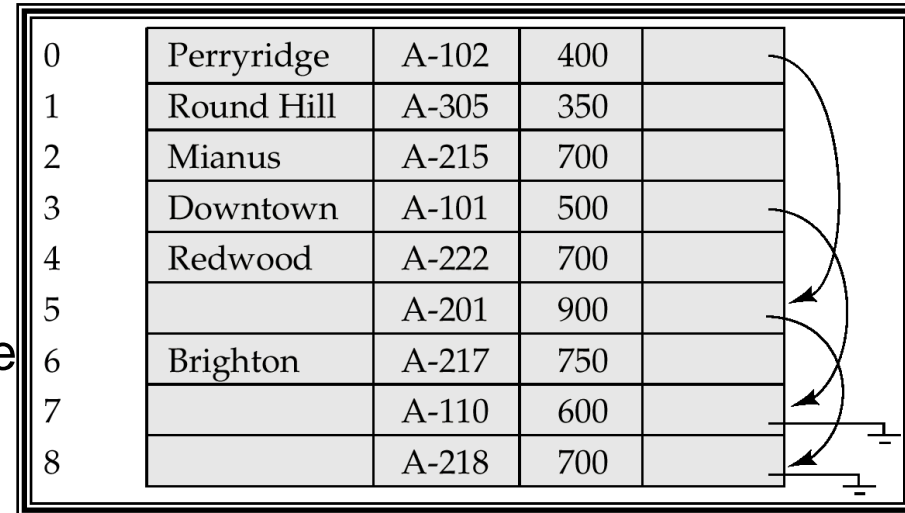 0 Perryridge A-102 400
1 Round Hill A-305 350
2 Mianus A-215 700
3 Downtown A-101 500
4 Redwood A-222 700
5 A-201 900
e 6 Brighton A-217 750
7 A-110 600
8 A-218 700